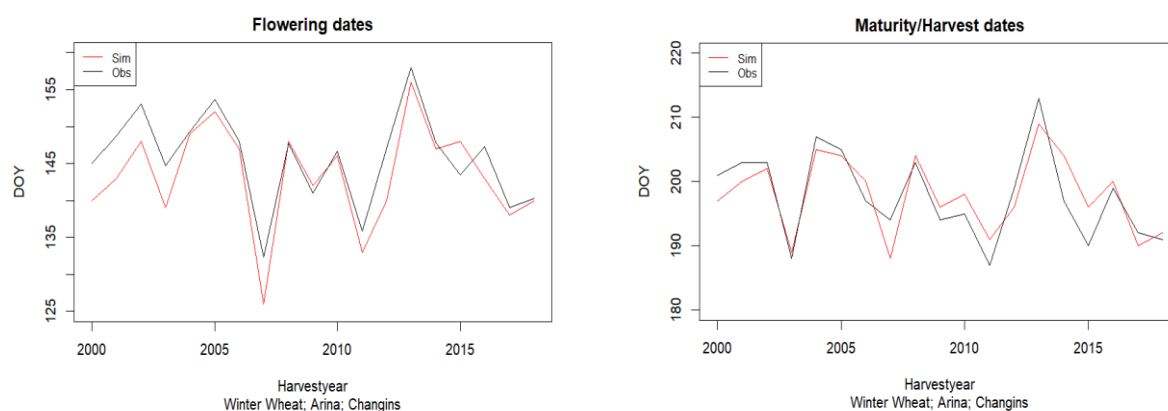 Flowering dates
Sim
Obs
155
145
135
125
DOY
2000 2005 2010 2015
Harvestyear
Winter Wheat; Arina; Changins
Maturity/Harvest dates
Sim
Obs
220
210
200
190
180
DOY
2000 2005 2010 2015
Harvestyear
Winter Wheat; Arina; Changins